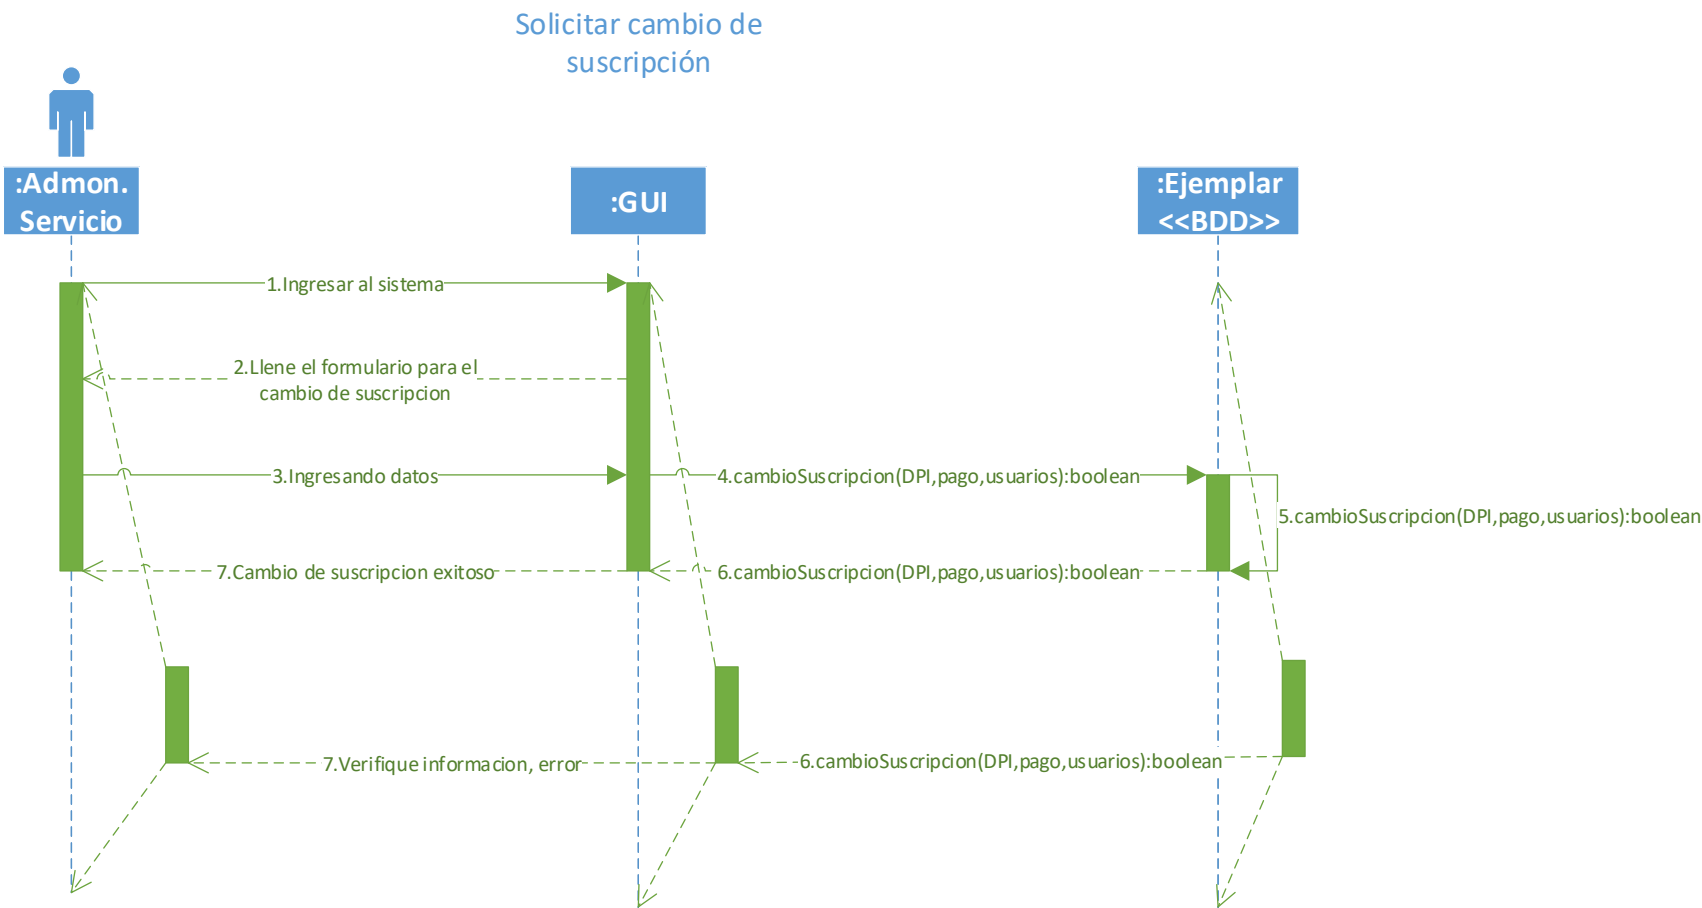 Solicitar cambio de
suscripción
:Admon.
Servicio
:GUI
:Ejemplar
<<BDD>>
1.Ingresar al sistema
2.Llene el formulario para el
cambio de suscripcion
3.Ingresando datos
4.cambioSuscripcion(DPI,pago,usuarios):boolean
5.cambioSuscripcion(DPI,pago,usuarios):boolean
7.Cambio de suscripcion exitoso
6.cambioSuscripcion(DPI,pago,usuarios):boolean
7.Verifique informacion, error
6.cambioSuscripcion(DPI,pago,usuarios):boolean